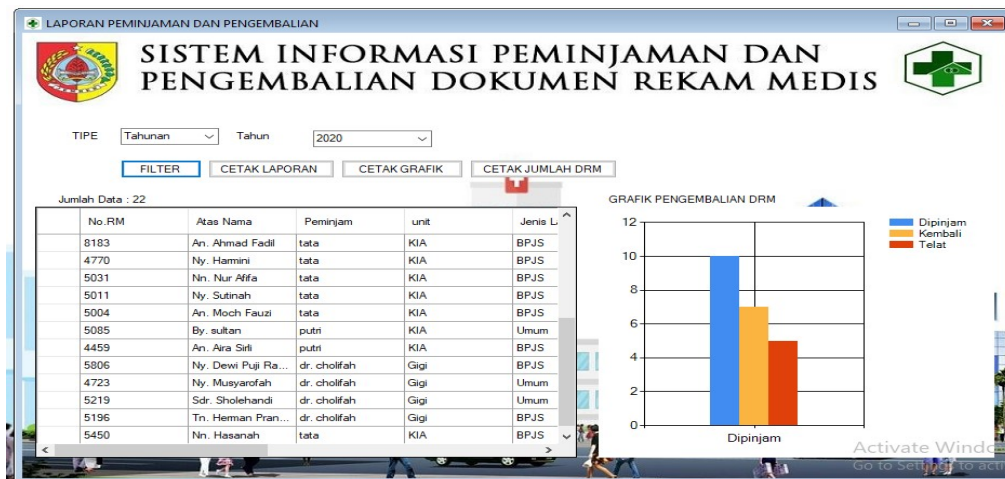 LAPORAN PEMINJAMAN DAN PENGEMBALIAN
SISTEM INFORMASI PEMINJAMAN DAN
PENGEMBALIAN DOKUMEN REKAM MEDIS
TIPE Tahunan Tahun 2020
FILTER CETAK LAPORAN CETAK GRAFIK CETAK JUMLAH DRM
Jumlah Data : 22
No.RM Atas Nama Peminjam unit Jenis L
8183 An. Ahmad Fadil tata KIA BPJS
4770 Ny. Harmini tata KIA BPJS
5031 Nn. Nur Afifa tata KIA BPJS
5011 Ny. Sutinah tata KIA BPJS
5004 An. Moch Fauzi tata KIA BPJS
5085 By. sultan putri KIA Umum
4459 An. Aira Sirli putri KIA BPJS
5806 Ny. Dewi Puji Ra... dr. cholifah Gigi BPJS
4723 Ny. Musyarofah dr. cholifah Gigi Umum
5219 Sdr. Sholehandi dr. cholifah Gigi Umum
5196 Tn. Herman Pran... dr. cholifah Gigi BPJS
5450 Nn. Hasanah tata KIA BPJS
GRAFIK PENGEMBALIAN DRM
12
10
8
6
4
2
0
Dipinjam
Dipinjam
Kembali
Telat
Activate Windo
Go to Settings to acti